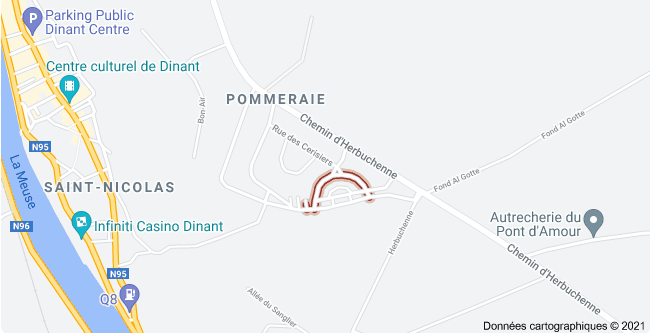 Parking Public
Dinant Centre
Centre culturel de Dinant
POMMERAIE
Bon-Air
Chemin d'Herbuchenne
Rue des Cerisiers
Fond Al Gotte
N95
La Meuse
SAINT-NICOLAS
Fond Al Gotte
N96
Infiniti Casino Dinant
Herbuchenne
Autrecherie du
Pont d'Amour
Chemin d'Herbuchenne
N95
Q8
Allée du Sanglier
Données cartographiques © 2021